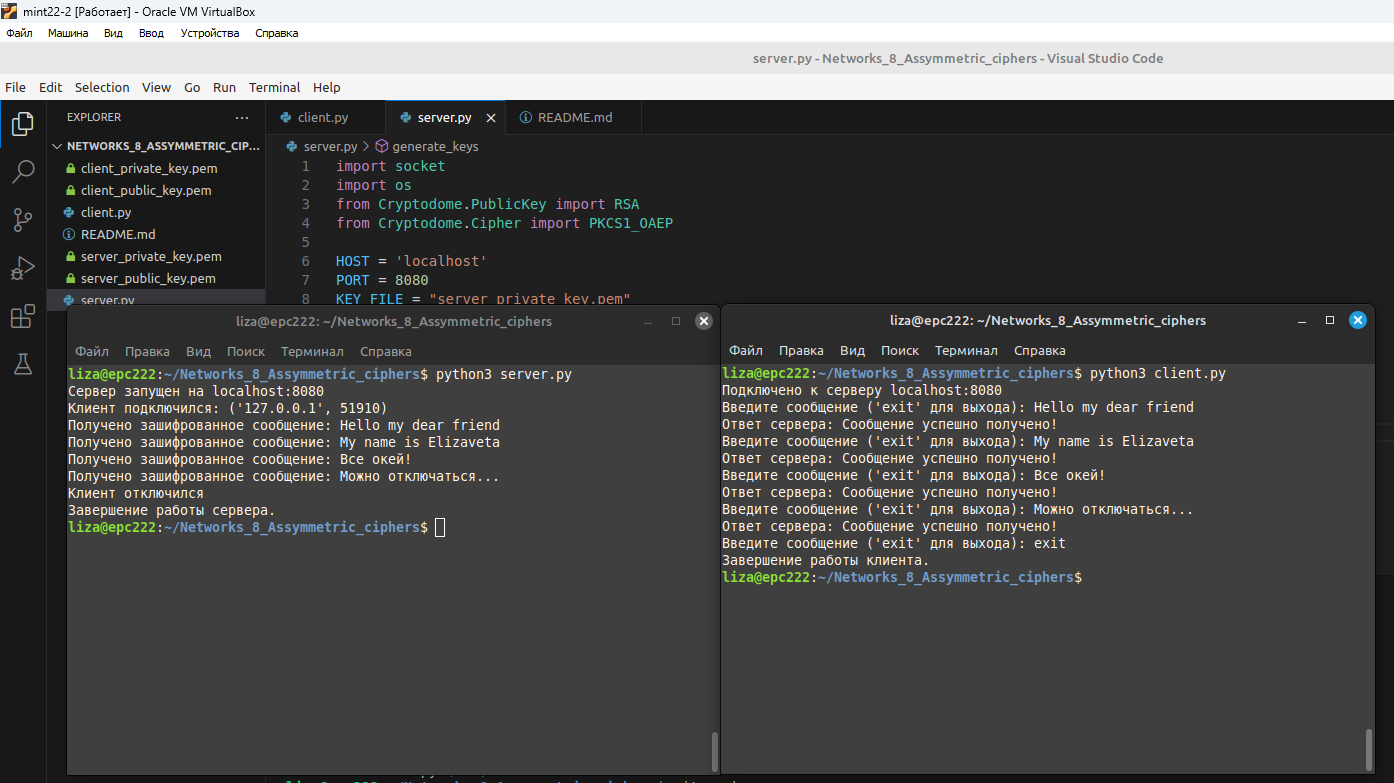 mint22-2 [Работает] - Oracle VM VirtualBox
Файл Машина Вид Ввод Устройства Справка
server.py - Networks_8_Assymmetric_ciphers - Visual Studio Code
File Edit Selection View Go Run Terminal Help
EXPLORER ...
NETWORKS_8_ASSYMMETRIC_CIP...
client_private_key.pem
client_public_key.pem
client.py
README.md
server_private_key.pem
server_public_key.pem
server.py
client.py server.py README.md
server.py > generate_keys
1 import socket
2 import os
3 from Cryptodome.PublicKey import RSA
4 from Cryptodome.Cipher import PKCS1_OAEP
5
6 HOST = 'localhost'
7 PORT = 8080
8 KEY_FILE = "server_private_key.pem"
liza@epc222: ~/Networks_8_Assymmetric_ciphers
Файл Правка Вид Поиск Терминал Справка
liza@epc222:~/Networks_8_Assymmetric_ciphers$ python3 server.py
Сервер запущен на localhost:8080
Клиент подключился: ('127.0.0.1', 51910)
Получено зашифрованное сообщение: Hello my dear friend
Получено зашифрованное сообщение: My name is Elizaveta
Получено зашифрованное сообщение: Все окей!
Получено зашифрованное сообщение: Можно отключаться...
Клиент отключился
Завершение работы сервера.
liza@epc222:~/Networks_8_Assymmetric_ciphers$
liza@epc222: ~/Networks_8_Assymmetric_ciphers
Файл Правка Вид Поиск Терминал Справка
liza@epc222:~/Networks_8_Assymmetric_ciphers$ python3 client.py
Подключено к серверу localhost:8080
Введите сообщение ('exit' для выхода): Hello my dear friend
Ответ сервера: Сообщение успешно получено!
Введите сообщение ('exit' для выхода): My name is Elizaveta
Ответ сервера: Сообщение успешно получено!
Введите сообщение ('exit' для выхода): Все окей!
Ответ сервера: Сообщение успешно получено!
Введите сообщение ('exit' для выхода): Можно отключаться...
Ответ сервера: Сообщение успешно получено!
Введите сообщение ('exit' для выхода): exit
Завершение работы клиента.
liza@epc222:~/Networks_8_Assymmetric_ciphers$